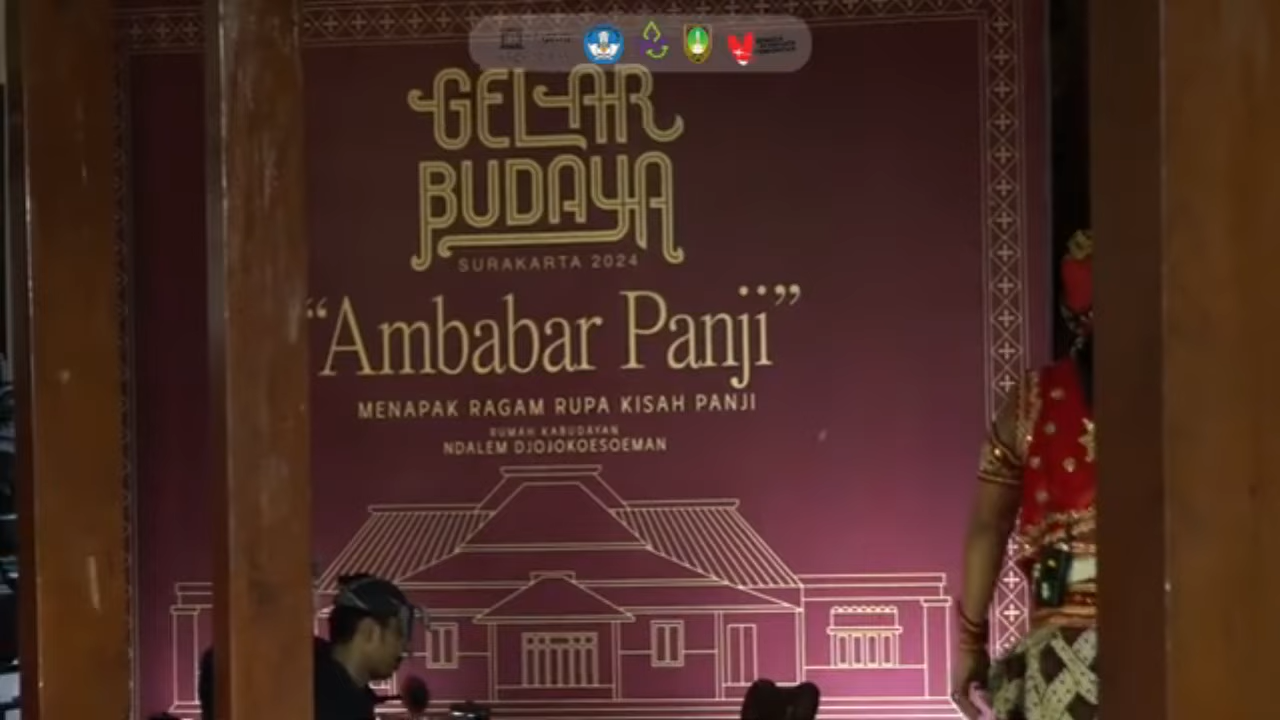 GELAR
BUDAYA
SURAKARTA 2024
“Ambabar Panji”
MENAPAK RAGAM RUPA KISAH PANJI
RUMAH KABUDAYAN
NDALEM DJOJOKOESOEMAN